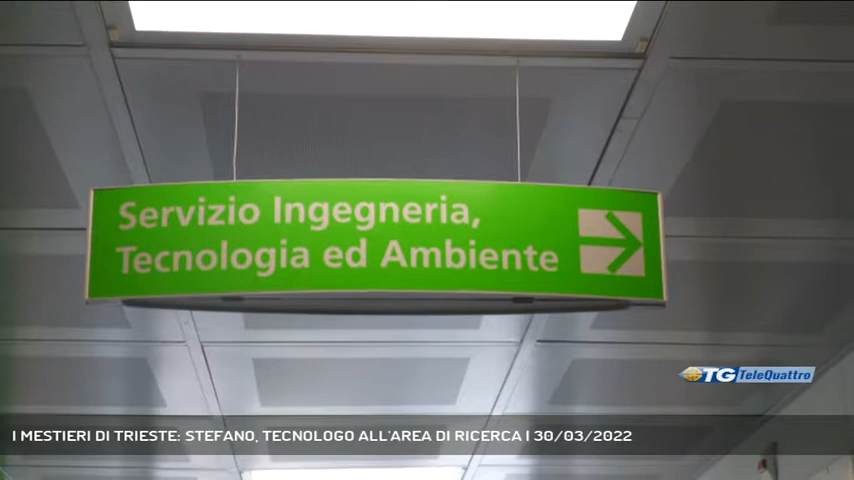 Servizio Ingegneria,
Tecnologia ed Ambiente
TG TeleQuattro
I MESTIERI DI TRIESTE: STEFANO, TECNOLOGO ALL'AREA DI RICERCA | 30/03/2022